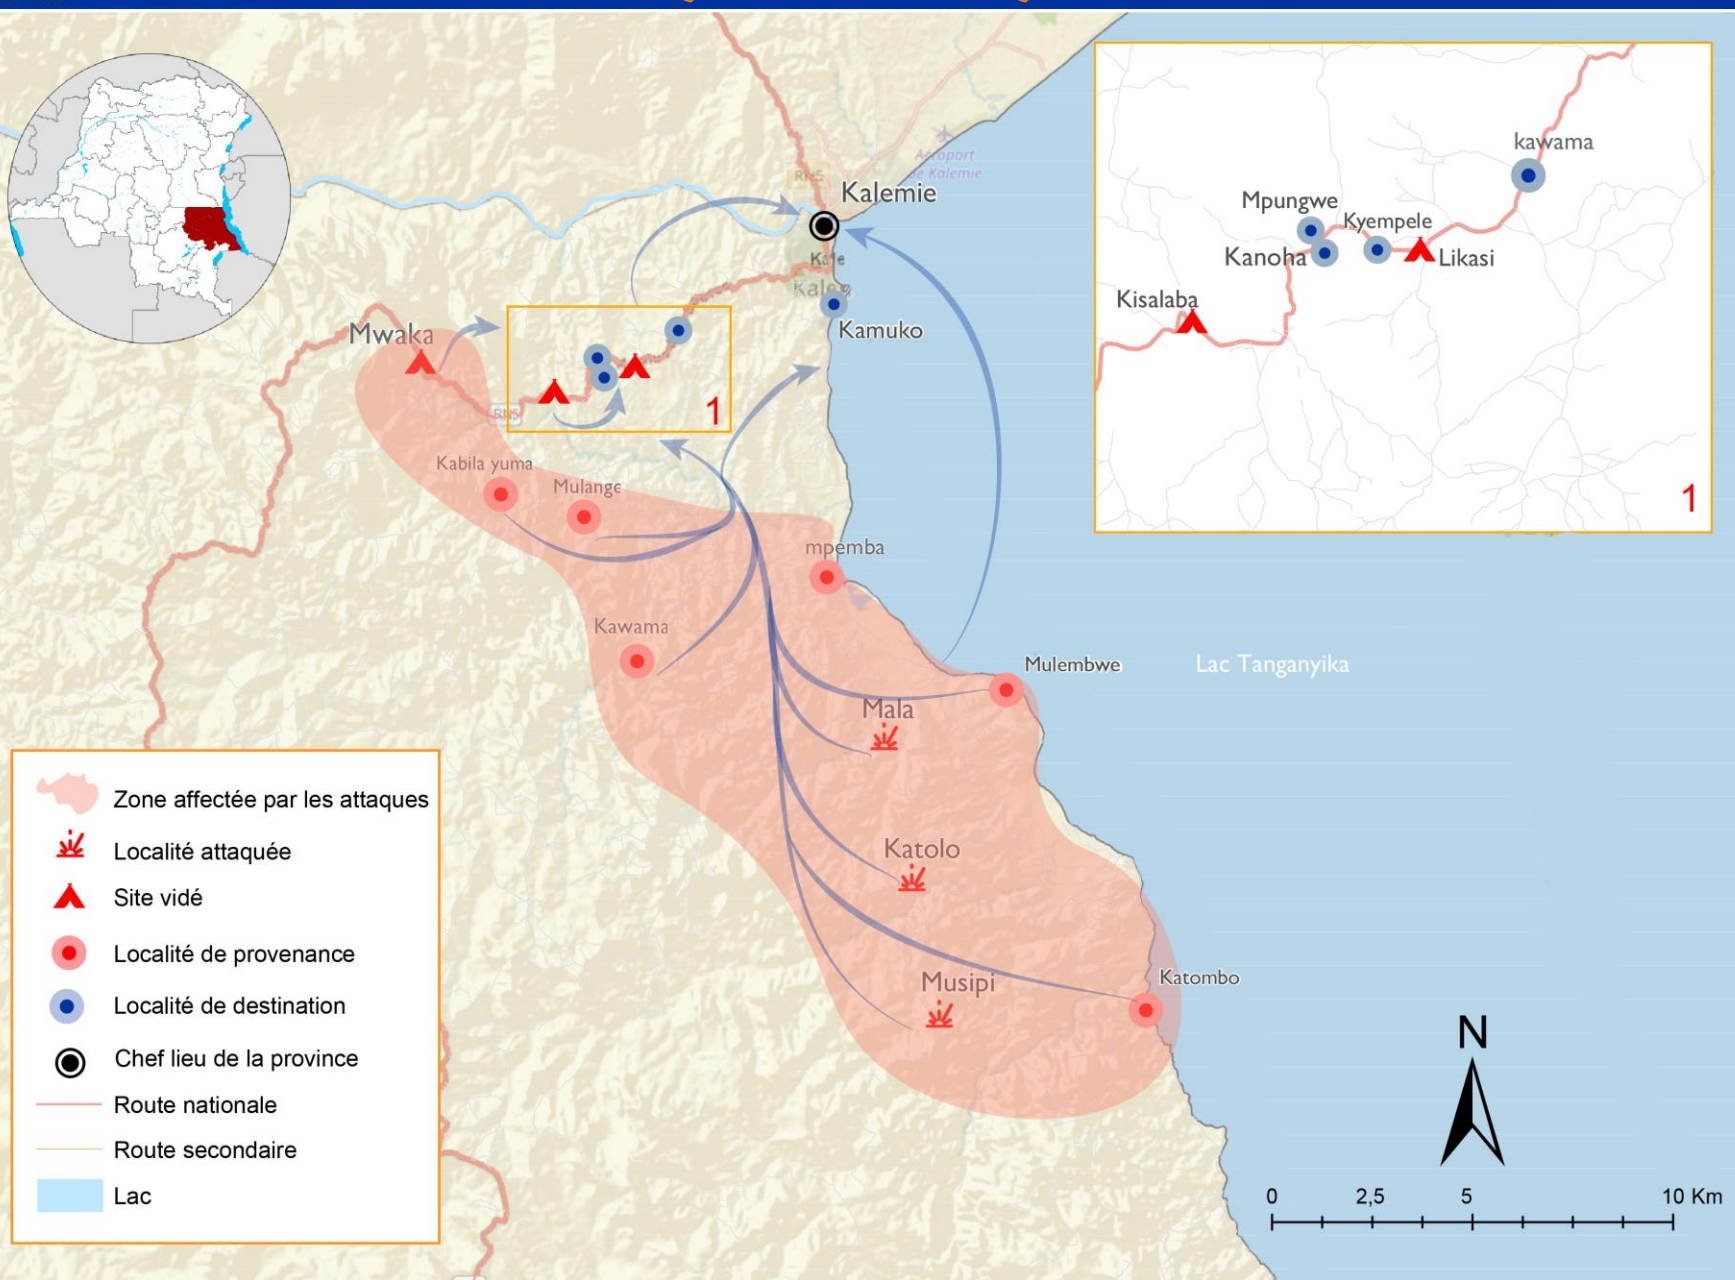 Aéroport
de Kalemie
RN5
Kalemie
Kale
Kamuko
Mwaka
RN5
1
Kabila yuma
Mulange
mpemba
Kawama
Mulembwe
Lac Tanganyika
Mala
Katolo
Musipi
Katombo
kawama
Mpungwe
Kyempele
Kanoha
Likasi
Kisalaba
1
Zone affectée par les attaques
Localité attaquée
Site vidé
Localité de provenance
Localité de destination
Chef lieu de la province
Route nationale
Route secondaire
Lac
N
0 2,5 5 10 Km